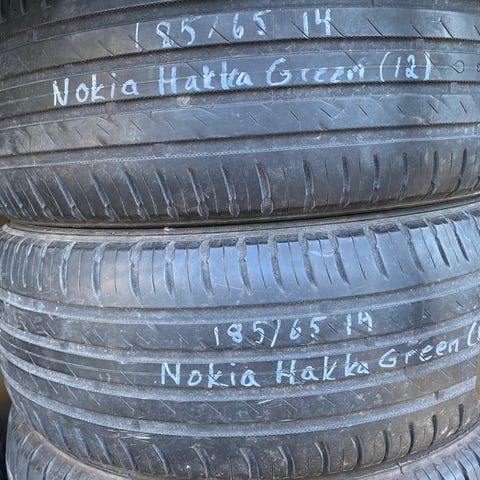 185/65 14
Nokia Hakka Green (12)
185/65 14
Nokia Hakka Green (